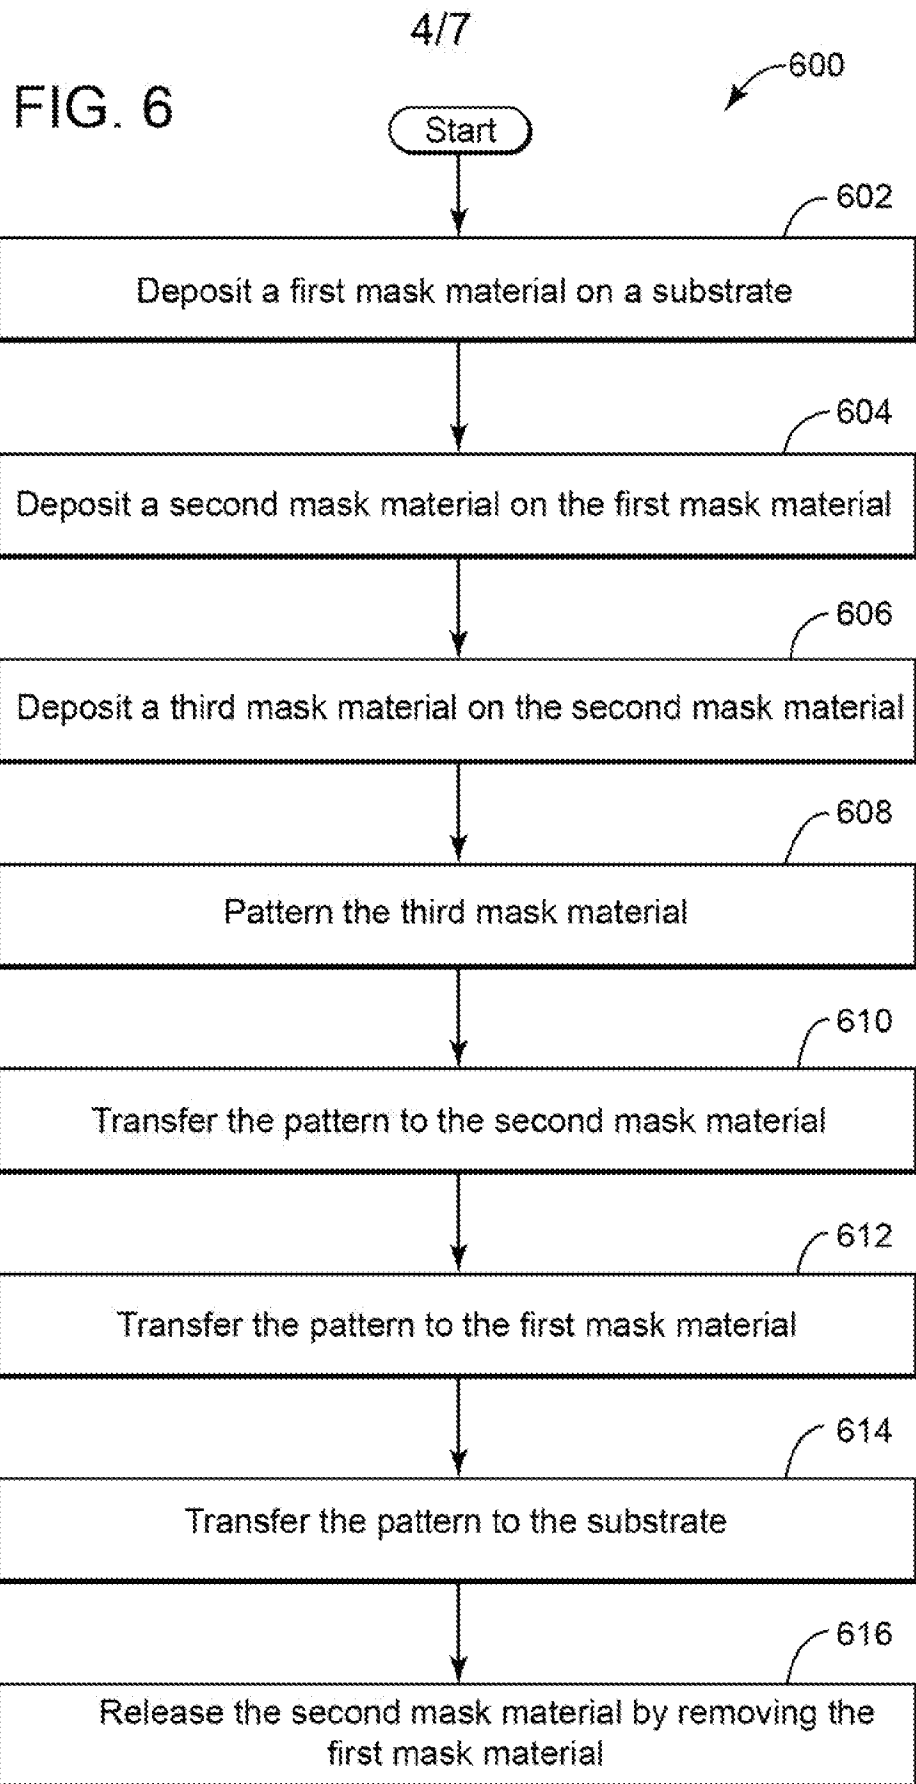 4/7
FIG. 6
600
Start
602
Deposit a first mask material on a substrate
604
Deposit a second mask material on the first mask material
606
Deposit a third mask material on the second mask material
608
Pattern the third mask material
610
Transfer the pattern to the second mask material
612
Transfer the pattern to the first mask material
614
Transfer the pattern to the substrate
616
Release the second mask material by removing the
first mask material